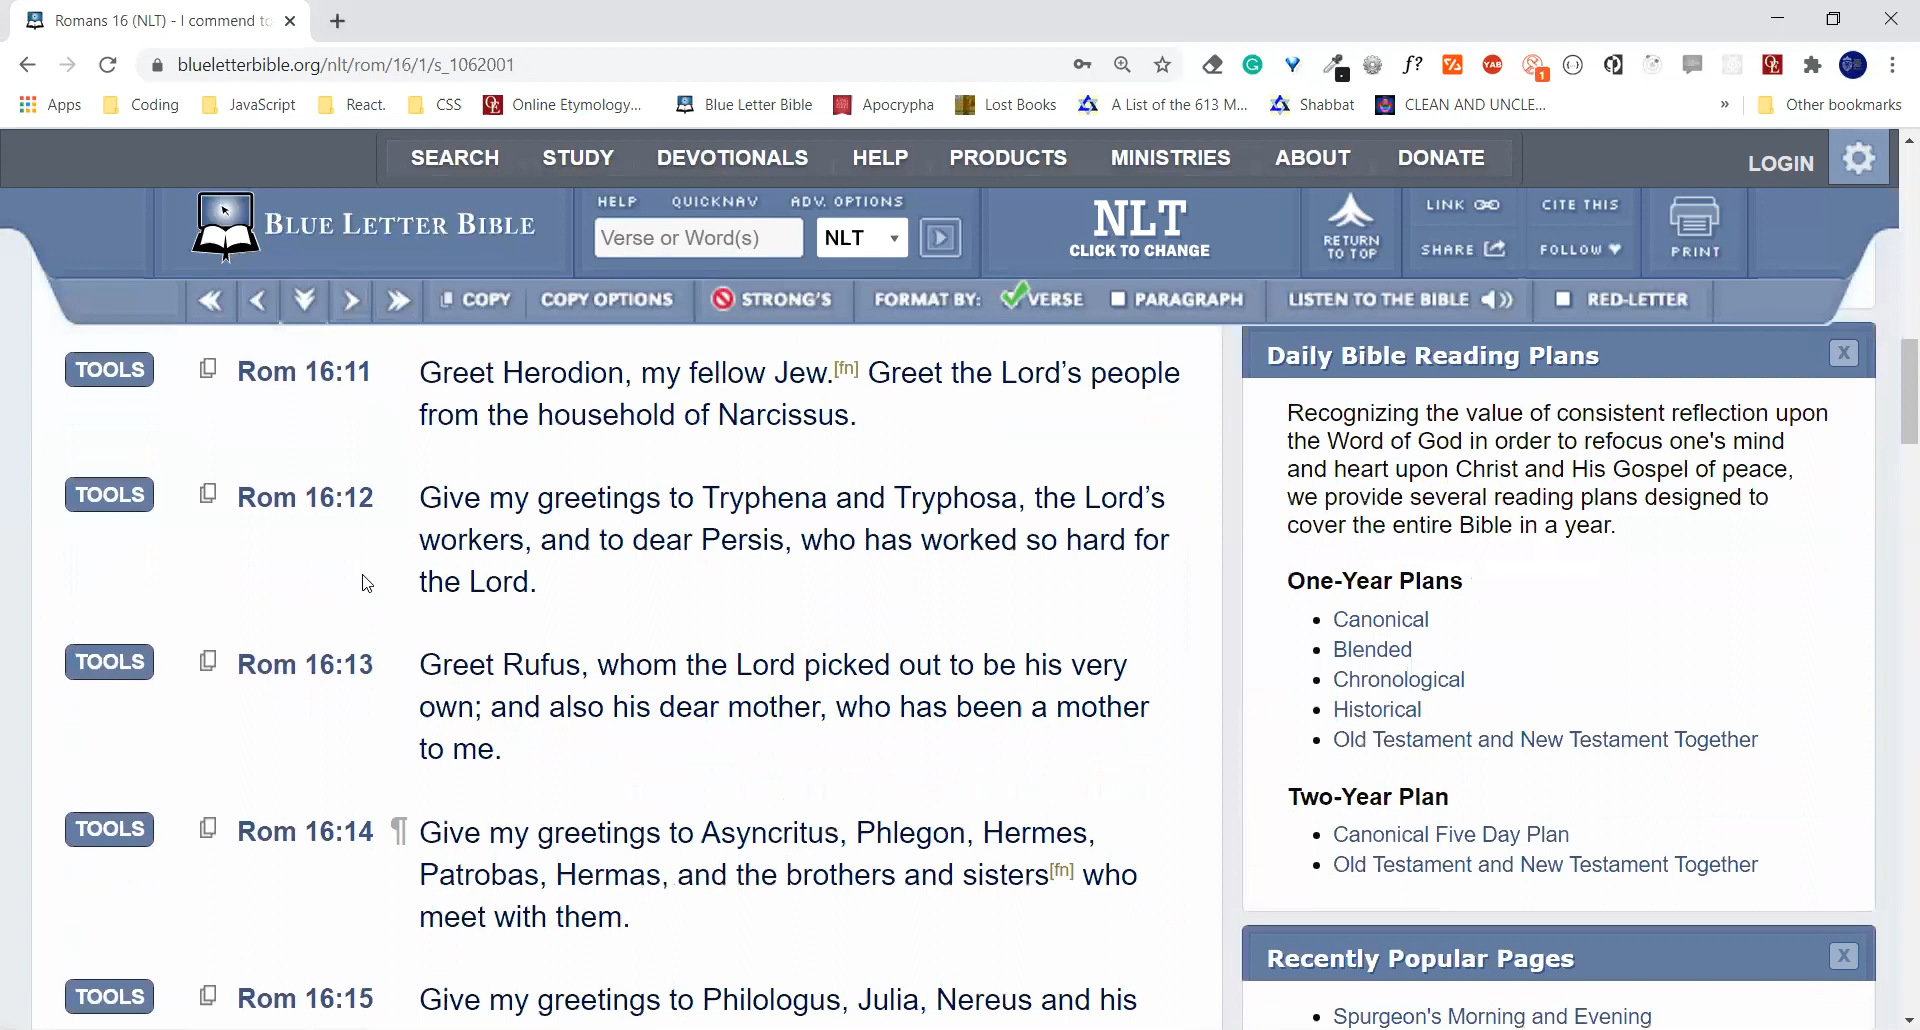 Romans 16 (NLT) - I commend to
blueletterbible.org/nlt/rom/16/1/s_1062001
f?
YAB
1
Apps
Coding
JavaScript
React.
CSS
Online Etymology...
Blue Letter Bible
Apocrypha
Lost Books
A List of the 613 M...
Shabbat
CLEAN AND UNCLE...
»
Other bookmarks
SEARCH STUDY DEVOTIONALS HELP PRODUCTS MINISTRIES ABOUT DONATE
LOGIN
BLUE LETTER BIBLE
HELP QUICKNAV ADV. OPTIONS
Verse or Word(s)
NLT
NLT
CLICK TO CHANGE
RETURN
TO TOP
LINK
CITE THIS
SHARE
FOLLOW
PRINT
COPY
COPY OPTIONS
STRONG'S
FORMAT BY: VERSE PARAGRAPH
LISTEN TO THE BIBLE
RED-LETTER
TOOLS Rom 16:11 Greet Herodion, my fellow Jew.[fn] Greet the Lord’s people
from the household of Narcissus.
TOOLS Rom 16:12 Give my greetings to Tryphena and Tryphosa, the Lord’s
workers, and to dear Persis, who has worked so hard for
the Lord.
TOOLS Rom 16:13 Greet Rufus, whom the Lord picked out to be his very
own; and also his dear mother, who has been a mother
to me.
TOOLS Rom 16:14 ¶ Give my greetings to Asyncritus, Phlegon, Hermes,
Patrobas, Hermas, and the brothers and sisters[fn] who
meet with them.
TOOLS Rom 16:15 Give my greetings to Philologus, Julia, Nereus and his
Daily Bible Reading Plans
X
Recognizing the value of consistent reflection upon
the Word of God in order to refocus one's mind
and heart upon Christ and His Gospel of peace,
we provide several reading plans designed to
cover the entire Bible in a year.
One-Year Plans
• Canonical
• Blended
• Chronological
• Historical
• Old Testament and New Testament Together
Two-Year Plan
• Canonical Five Day Plan
• Old Testament and New Testament Together
Recently Popular Pages
X
• Spurgeon's Morning and Evening